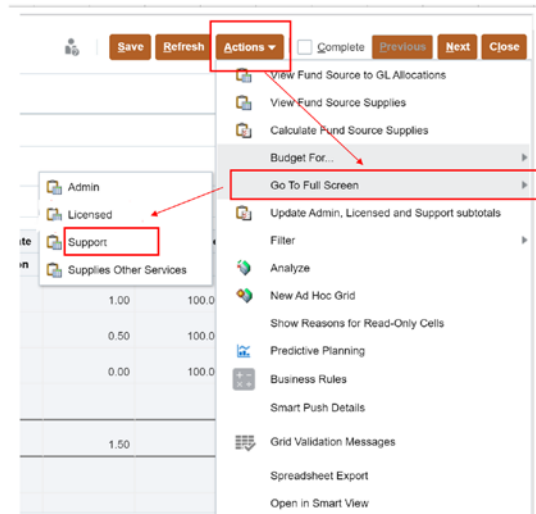 Save Refresh Actions Complete Previous Next Close
View Fund Source to GL Allocations
View Fund Source Supplies
Calculate Fund Source Supplies
Budget For...
Go To Full Screen
Admin
Licensed
Support
Supplies Other Services
Update Admin, Licensed and Support subtotals
Filter
Analyze
New Ad Hoc Grid
Show Reasons for Read-Only Cells
Predictive Planning
Business Rules
Smart Push Details
Grid Validation Messages
Spreadsheet Export
Open in Smart View
1.00 100.0
0.50 100.0
0.00 100.0
1.50